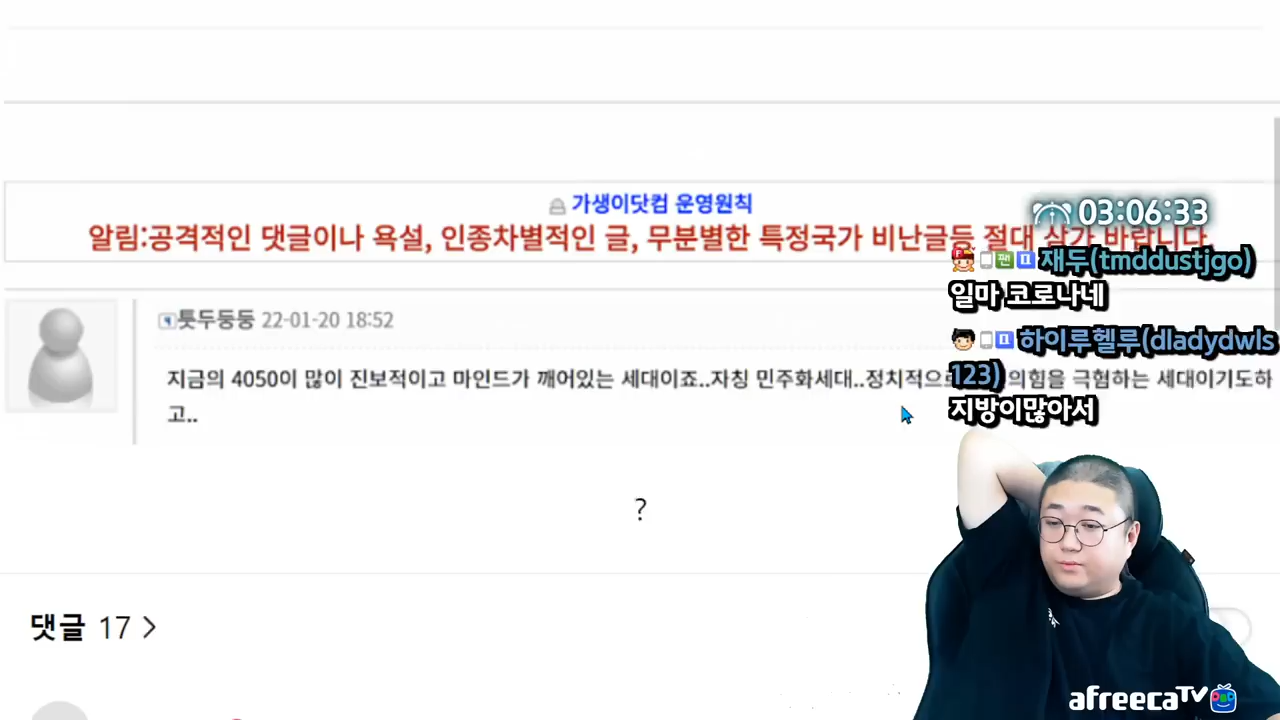 가생이닷컴 운영원칙
알림:공격적인 댓글이나 욕설, 인종차별적인 글, 무분별한 특정국가 비난글등 절대 삼가 바랍니다.
03:06:33
재두(tmddustjgo)
일마 코로나네
하이루헬루(dladydwls
123)
지방이많아서
툿두둥둥 22-01-20 18:52
지금의 4050이 많이 진보적이고 마인드가 깨어있는 세대이죠..자칭 민주화세대..정치적으로 의힘을 극혐하는 세대이기도하
고..
?
댓글 17 >
afreecaTV